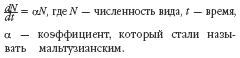 dN/dt = αN, где N — численность вида, t — время,
α — коэффициент, который стали назы-
вать мальтузианским.